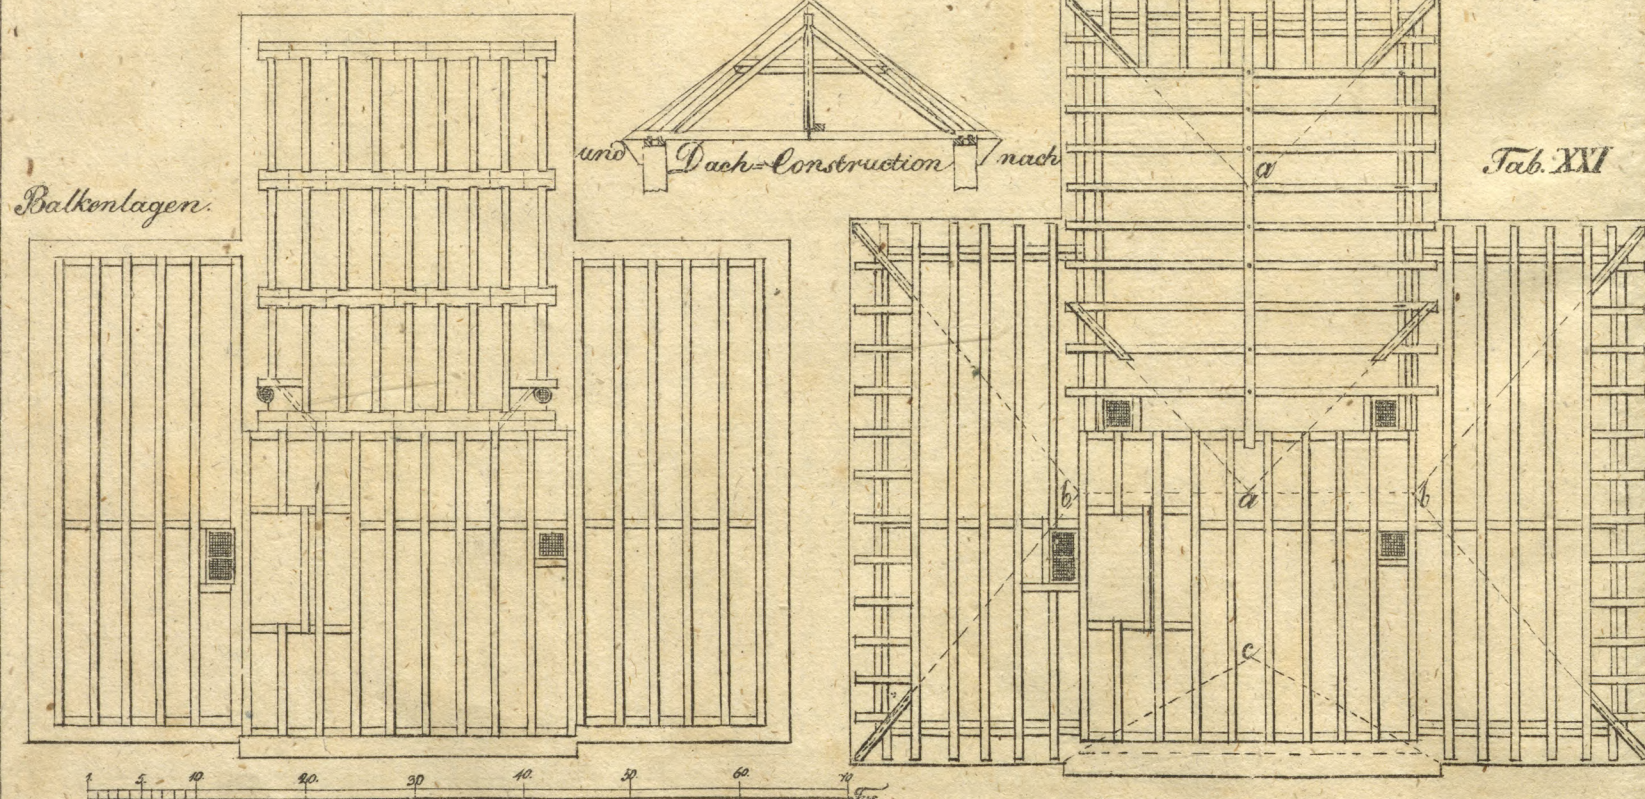 Balkenlagen.
und Dach=Construction nach
Tab. XXI
a
b a b
c
1 5. 10. 20. 30 40. 50. 60. 70